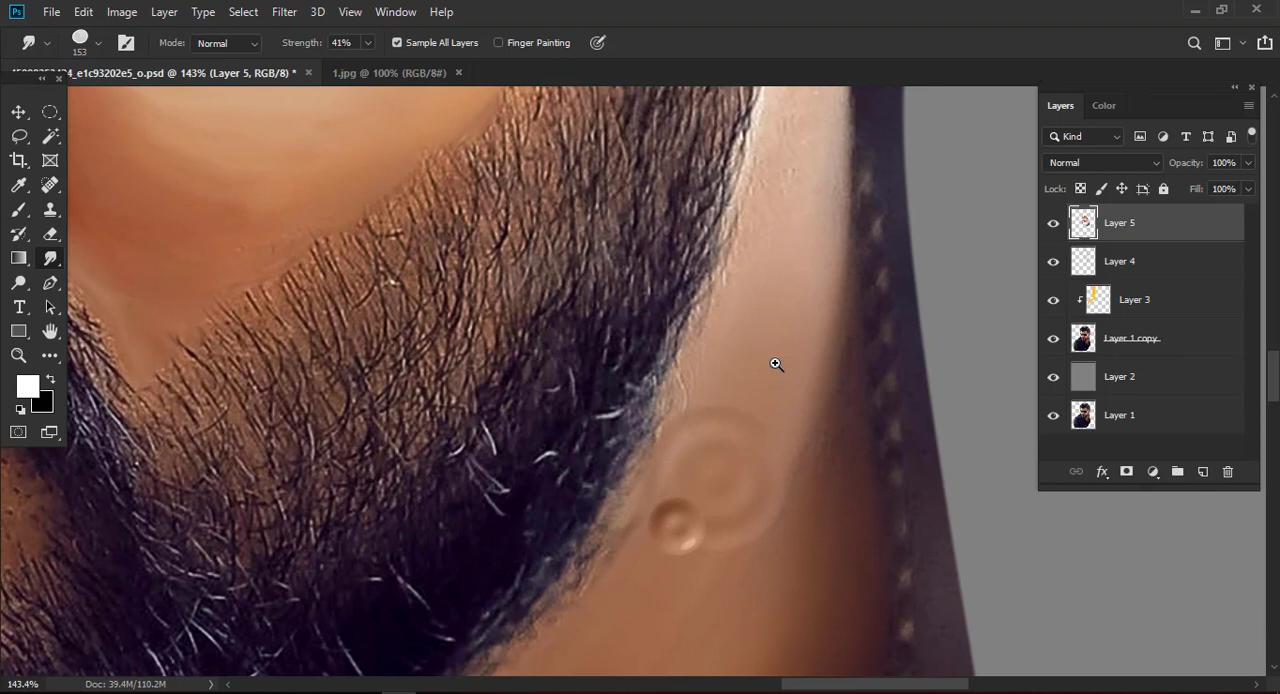 Ps File Edit Image Layer Type Select Filter 3D View Window Help
153 Mode: Normal Strength: 41% Sample All Layers Finger Painting
_e1c93202e5_o.psd @ 143% (Layer 5, RGB/8) * 1.jpg @ 100% (RGB/8#)
Layers Color
Kind
Normal Opacity: 100%
Lock: Fill: 100%
Layer 5
Layer 4
Layer 3
Layer 1 copy
Layer 2
Layer 1
fx
143.4% Doc: 39.4M/110.2M